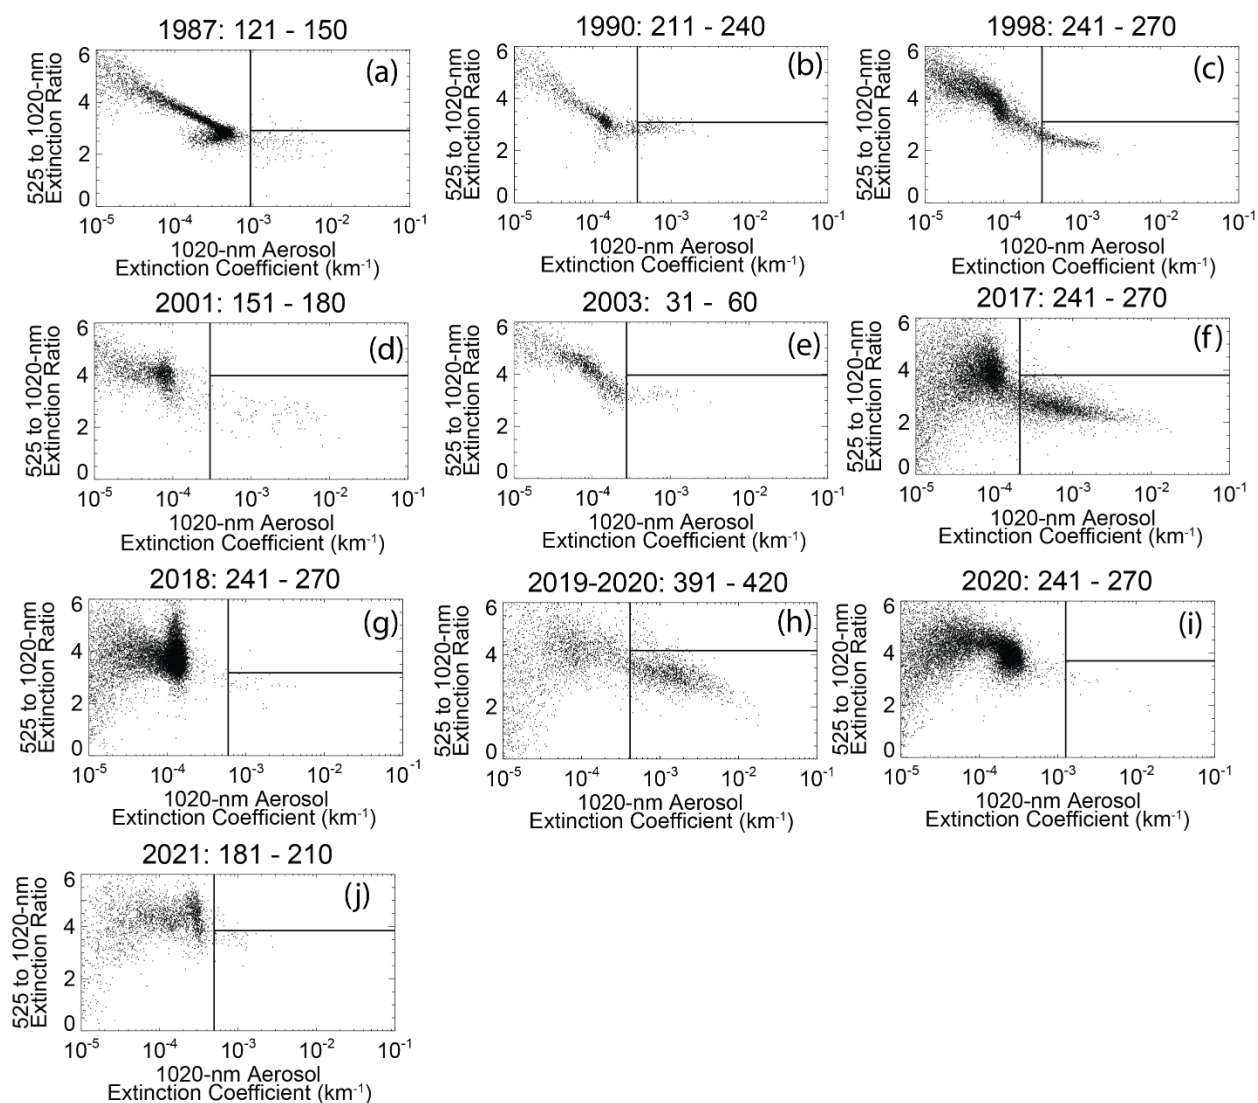 1987: 121 - 150
(a)
525 to 1020-nm
Extinction Ratio
6
4
2
0
10-5 10-4 10-3 10-2 10-1
1020-nm Aerosol
Extinction Coefficient (km-1)
1990: 211 - 240
(b)
525 to 1020-nm
Extinction Ratio
6
4
2
0
10-5 10-4 10-3 10-2 10-1
1020-nm Aerosol
Extinction Coefficient (km-1)
1998: 241 - 270
(c)
525 to 1020-nm
Extinction Ratio
6
4
2
0
10-5 10-4 10-3 10-2 10-1
1020-nm Aerosol
Extinction Coefficient (km-1)
2001: 151 - 180
(d)
525 to 1020-nm
Extinction Ratio
6
4
2
0
10-5 10-4 10-3 10-2 10-1
1020-nm Aerosol
Extinction Coefficient (km-1)
2003: 31 - 60
(e)
525 to 1020-nm
Extinction Ratio
6
4
2
0
10-5 10-4 10-3 10-2 10-1
1020-nm Aerosol
Extinction Coefficient (km-1)
2017: 241 - 270
(f)
525 to 1020-nm
Extinction Ratio
6
4
2
0
10-5 10-4 10-3 10-2 10-1
1020-nm Aerosol
Extinction Coefficient (km-1)
2018: 241 - 270
(g)
525 to 1020-nm
Extinction Ratio
6
4
2
0
10-5 10-4 10-3 10-2 10-1
1020-nm Aerosol
Extinction Coefficient (km-1)
2019-2020: 391 - 420
(h)
525 to 1020-nm
Extinction Ratio
6
4
2
0
10-5 10-4 10-3 10-2 10-1
1020-nm Aerosol
Extinction Coefficient (km-1)
2020: 241 - 270
(i)
525 to 1020-nm
Extinction Ratio
6
4
2
0
10-5 10-4 10-3 10-2 10-1
1020-nm Aerosol
Extinction Coefficient (km-1)
2021: 181 - 210
(j)
525 to 1020-nm
Extinction Ratio
6
4
2
0
10-5 10-4 10-3 10-2 10-1
1020-nm Aerosol
Extinction Coefficient (km-1)